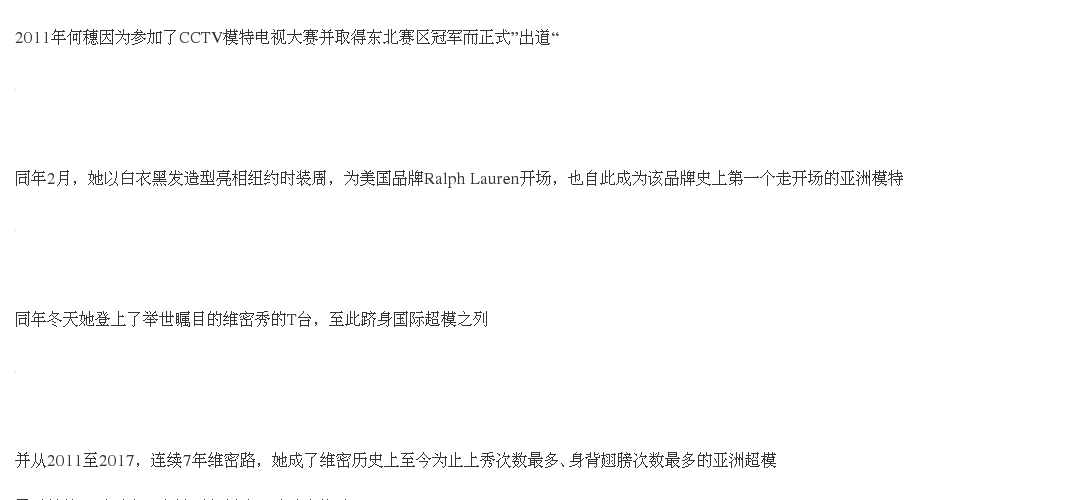 2011年何穗因为参加了CCTV模特电视大赛并取得东北赛区冠军而正式”出道“
同年2月，她以白衣黑发造型亮相纽约时装周，为美国品牌Ralph Lauren开场，也自此成为该品牌史上第一个走开场的亚洲模特
同年冬天她登上了举世瞩目的维密秀的T台，至此跻身国际超模之列
并从2011至2017，连续7年维密路，她成了维密历史上至今为止上秀次数最多、身背翅膀次数最多的亚洲超模